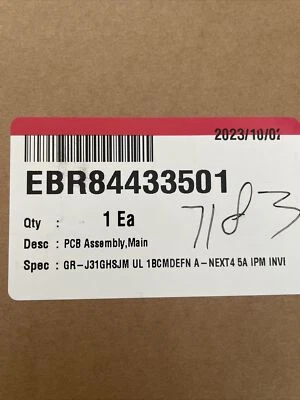 2023/10/02
EBR84433501
Qty : 1 Ea
7183
Desc : PCB Assembly,Main
Spec : GR-J31GHSJM UL 1BCMDEFN A-NEXT4 5A IPM INVI